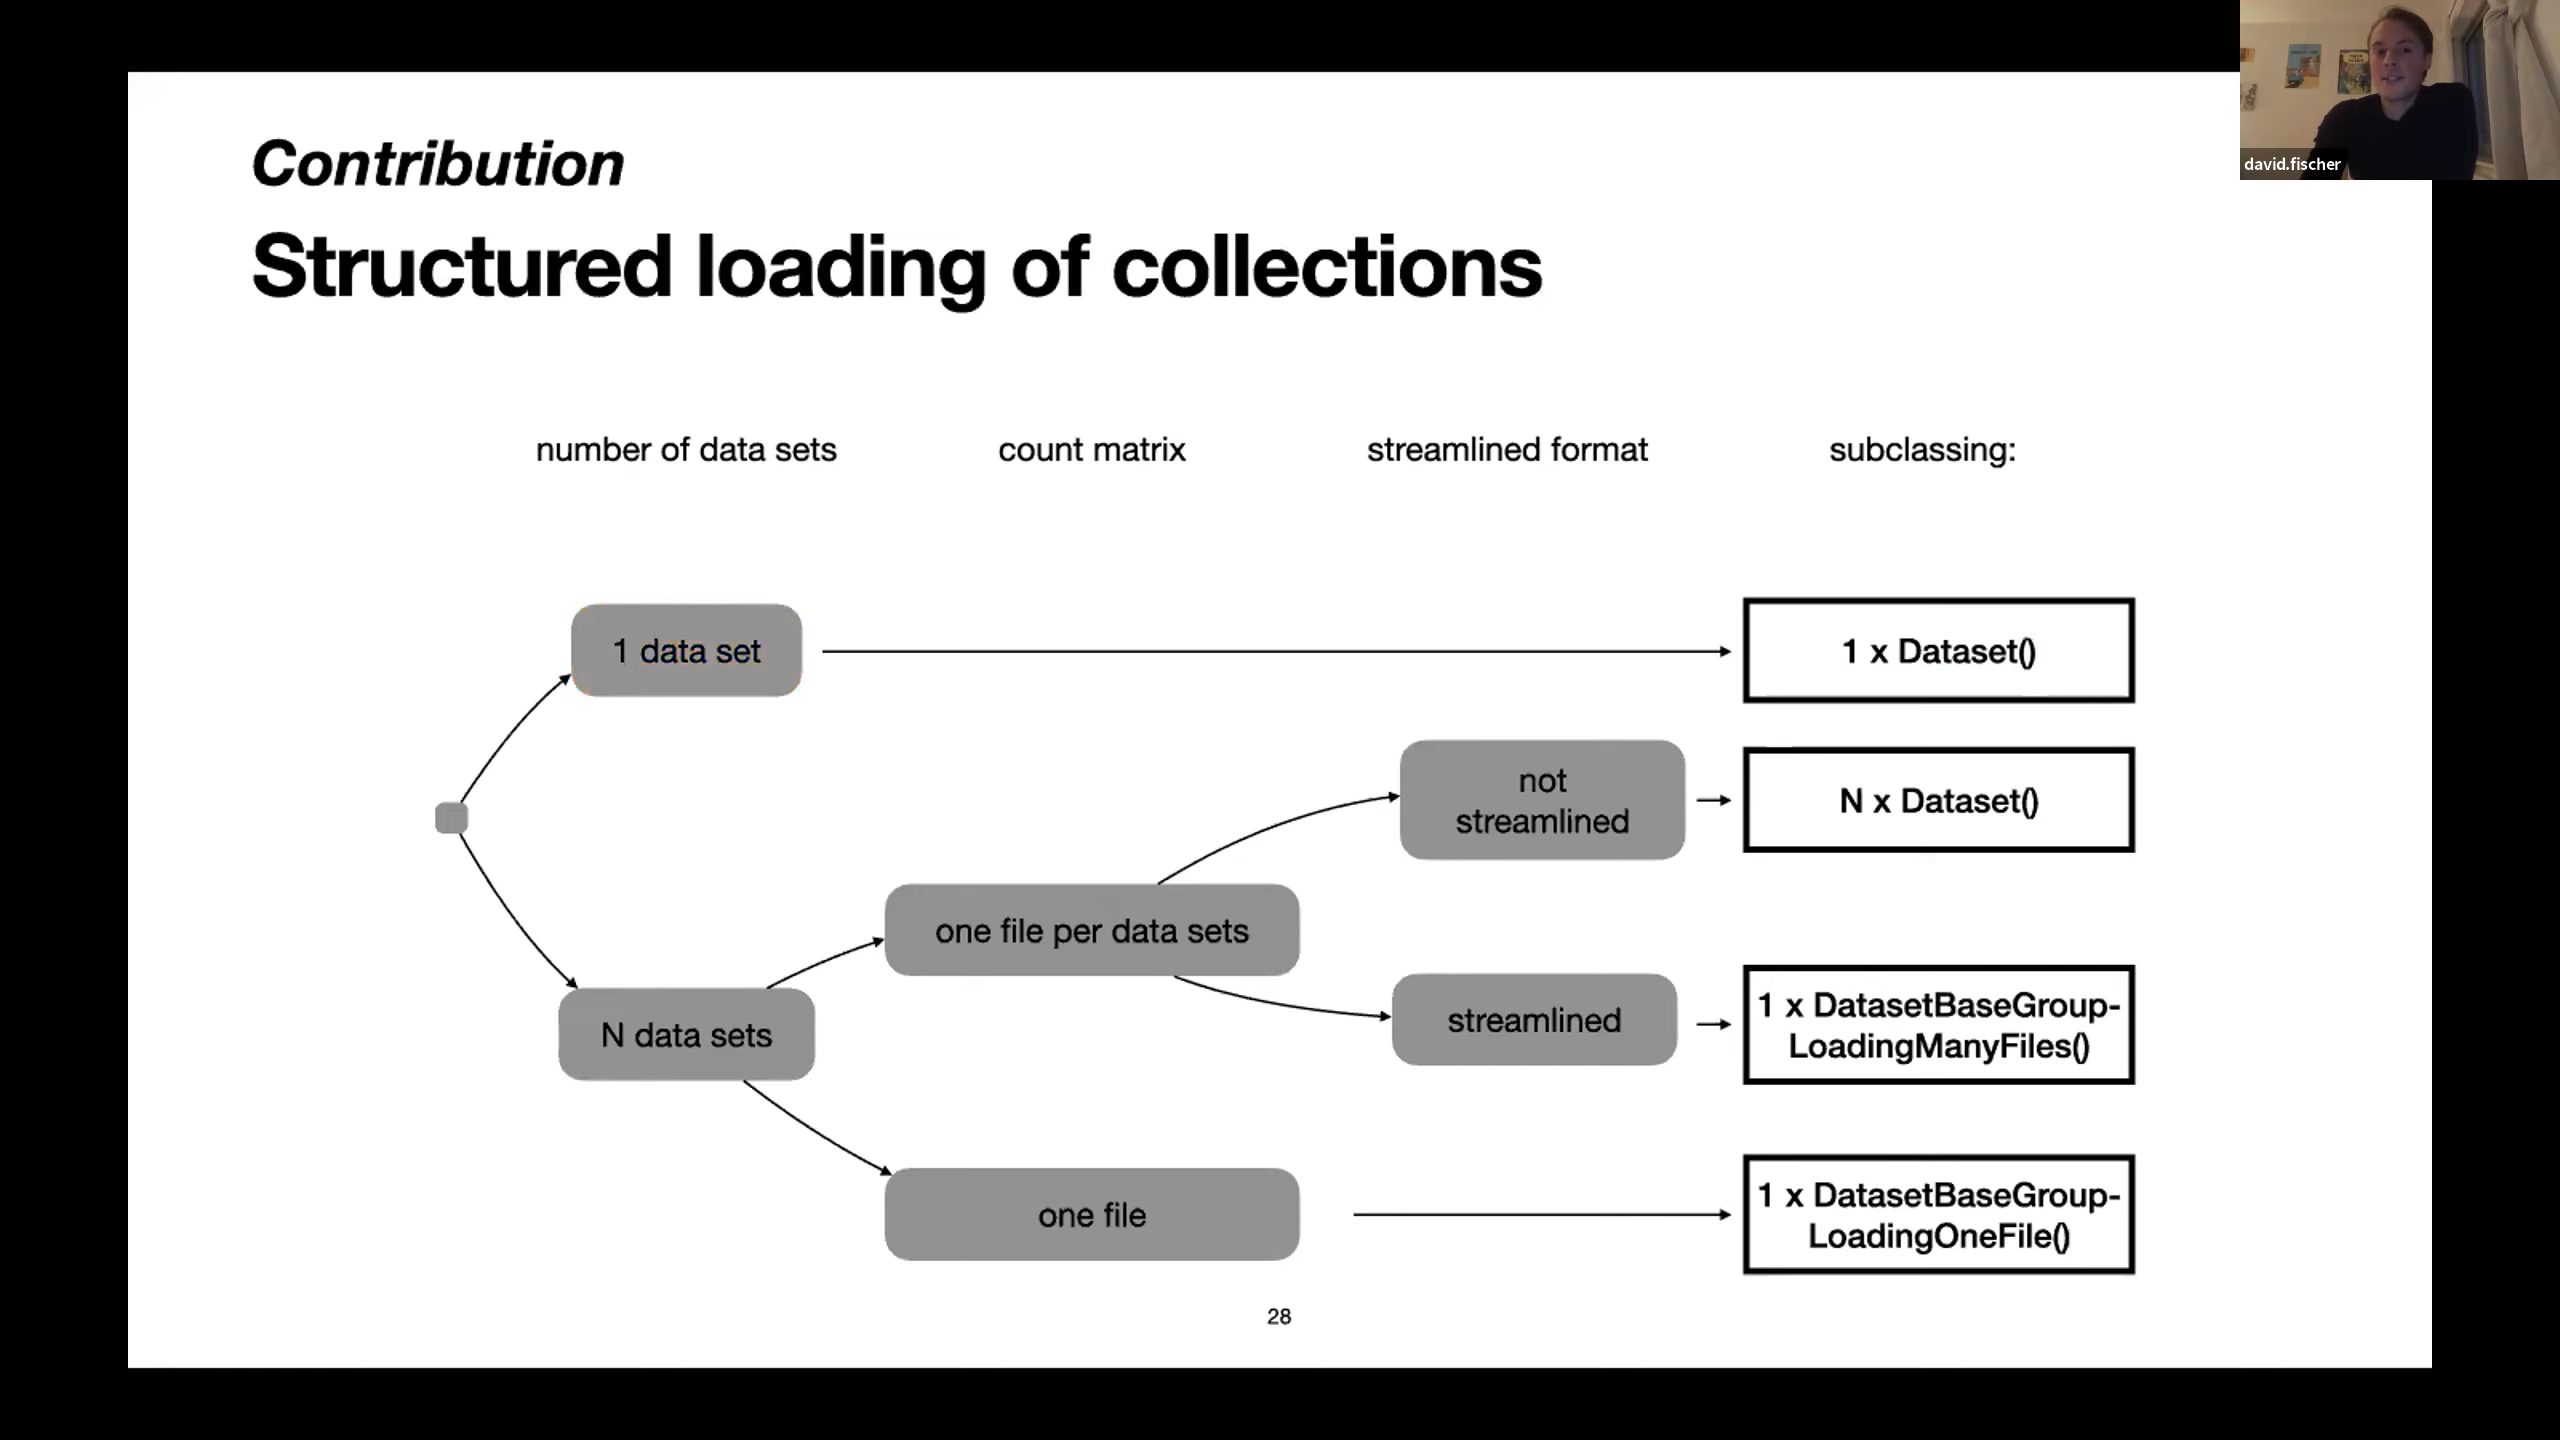 david.fischer
Contribution
Structured loading of collections
number of data sets
count matrix
streamlined format
subclassing:
1 data set
1 x Dataset()
not
streamlined
N x Dataset()
one file per data sets
N data sets
streamlined
1 x DatasetBaseGroup-
LoadingManyFiles()
one file
1 x DatasetBaseGroup-
LoadingOneFile()
28